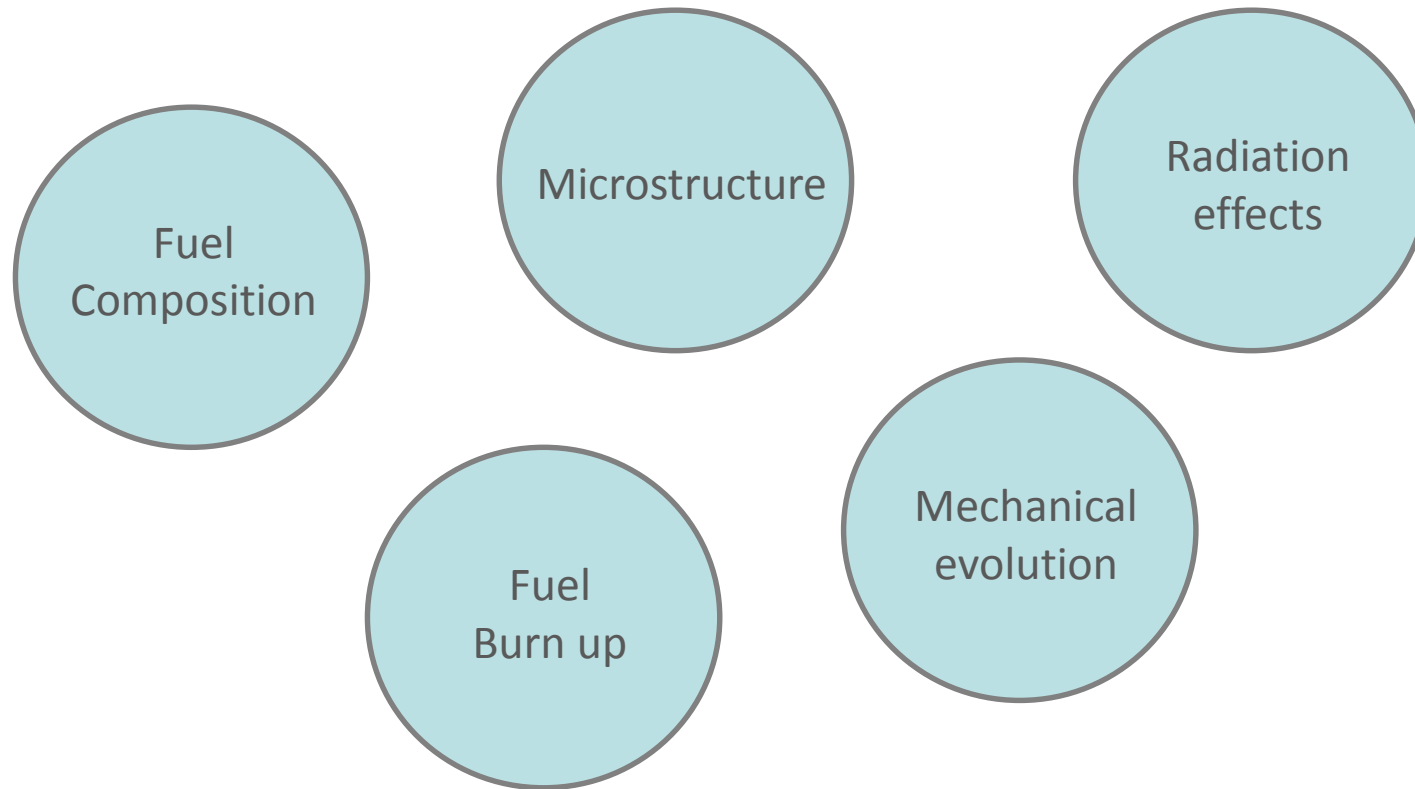 Fuel
Composition
Microstructure
Radiation
effects
Fuel
Burn up
Mechanical
evolution